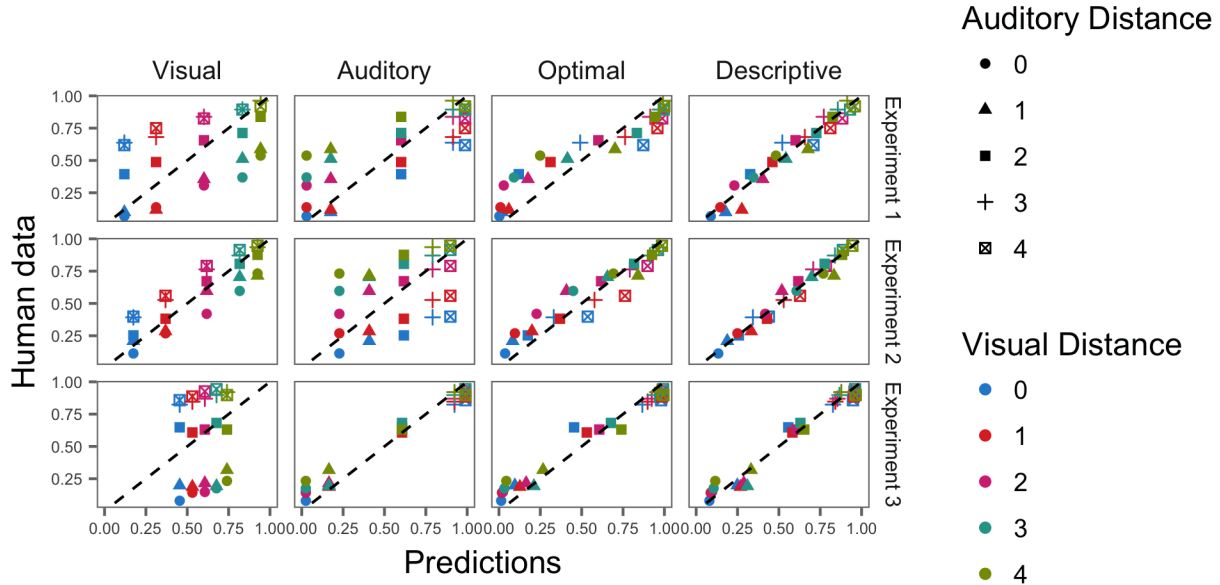 Visual
Auditory
Optimal
Descriptive
Human data
1.00
0.75
0.50
0.25
Experiment 1
1.00
0.75
0.50
0.25
Experiment 2
1.00
0.75
0.50
0.25
Experiment 3
0.00 0.25 0.50 0.75 1.00
0.00 0.25 0.50 0.75 1.00
0.00 0.25 0.50 0.75 1.00
0.00 0.25 0.50 0.75 1.00
Predictions
Auditory Distance
0
1
2
3
4
Visual Distance
0
1
2
3
4